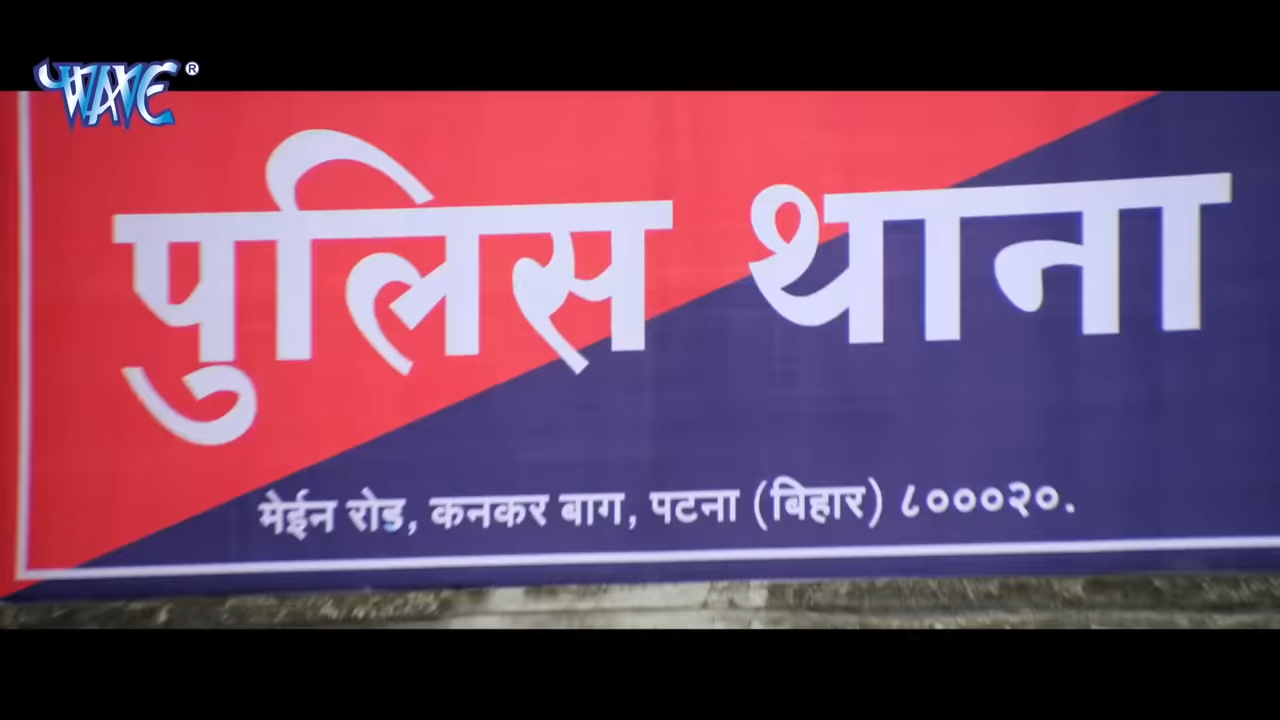 WAVE ®
पुलिस थाना
मेईन रोड, कनकर बाग, पटना (बिहार) ८०००२०.